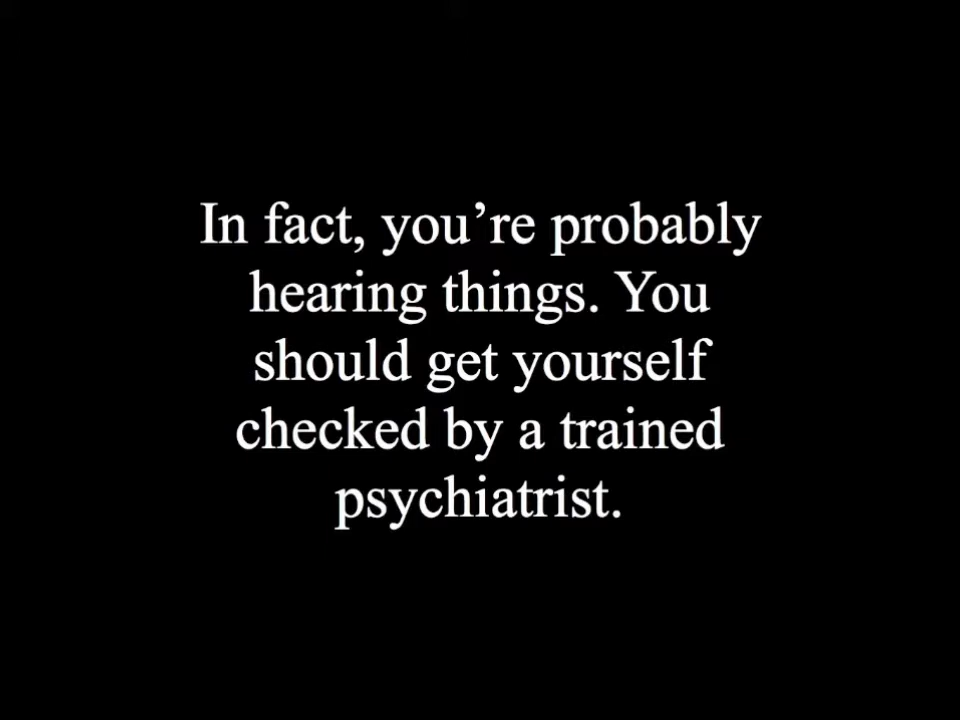 In fact, you’re probably
hearing things. You
should get yourself
checked by a trained
psychiatrist.